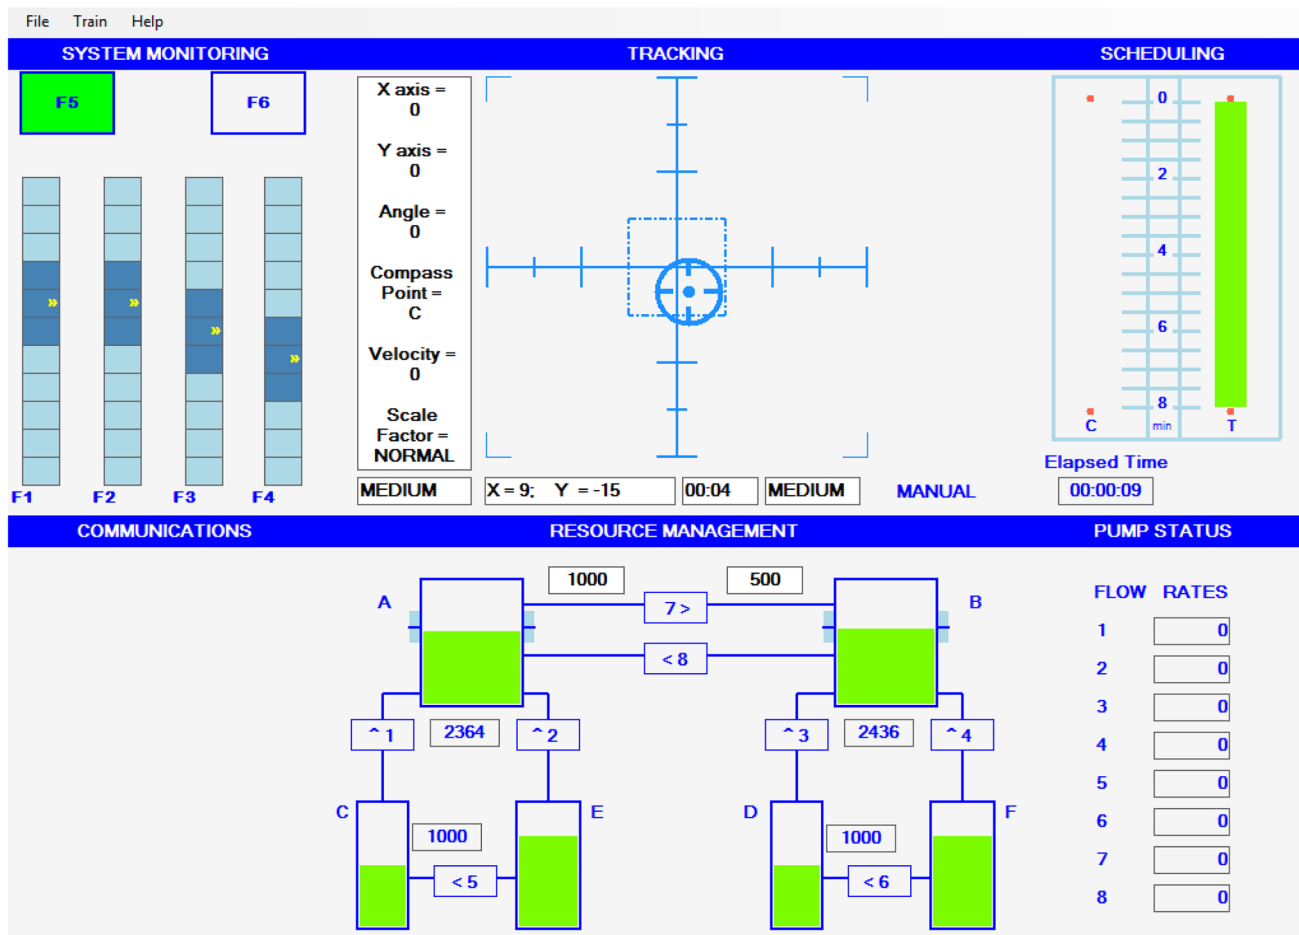 File Train Help
SYSTEM MONITORING TRACKING SCHEDULING
F5 F6
F1 F2 F3 F4
X axis =
0
Y axis =
0
Angle =
0
Compass
Point =
C
Velocity =
0
Scale
Factor =
NORMAL
MEDIUM X = 9; Y = -15 00:04 MEDIUM MANUAL
0
2
4
6
8
C min T
Elapsed Time
00:00:09
COMMUNICATIONS RESOURCE MANAGEMENT PUMP STATUS
1000 500
A 7 > B
< 8
^ 1 2364 ^ 2 ^ 3 2436 ^ 4
C E D F
1000 1000
< 5 < 6
FLOW RATES
1 0
2 0
3 0
4 0
5 0
6 0
7 0
8 0